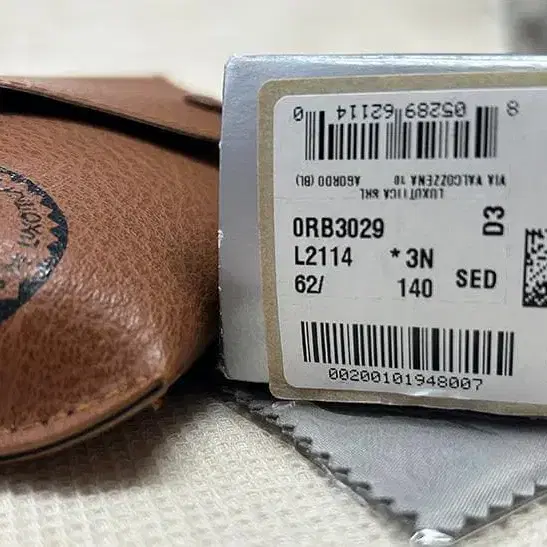 8 05289 62114 0
LUXOTTICA SRL
VIA VALCOZZENA 10 AGORDO (BL)
0RB3029
L2114 * 3N
62/ 140 SED
D3
00200101948007